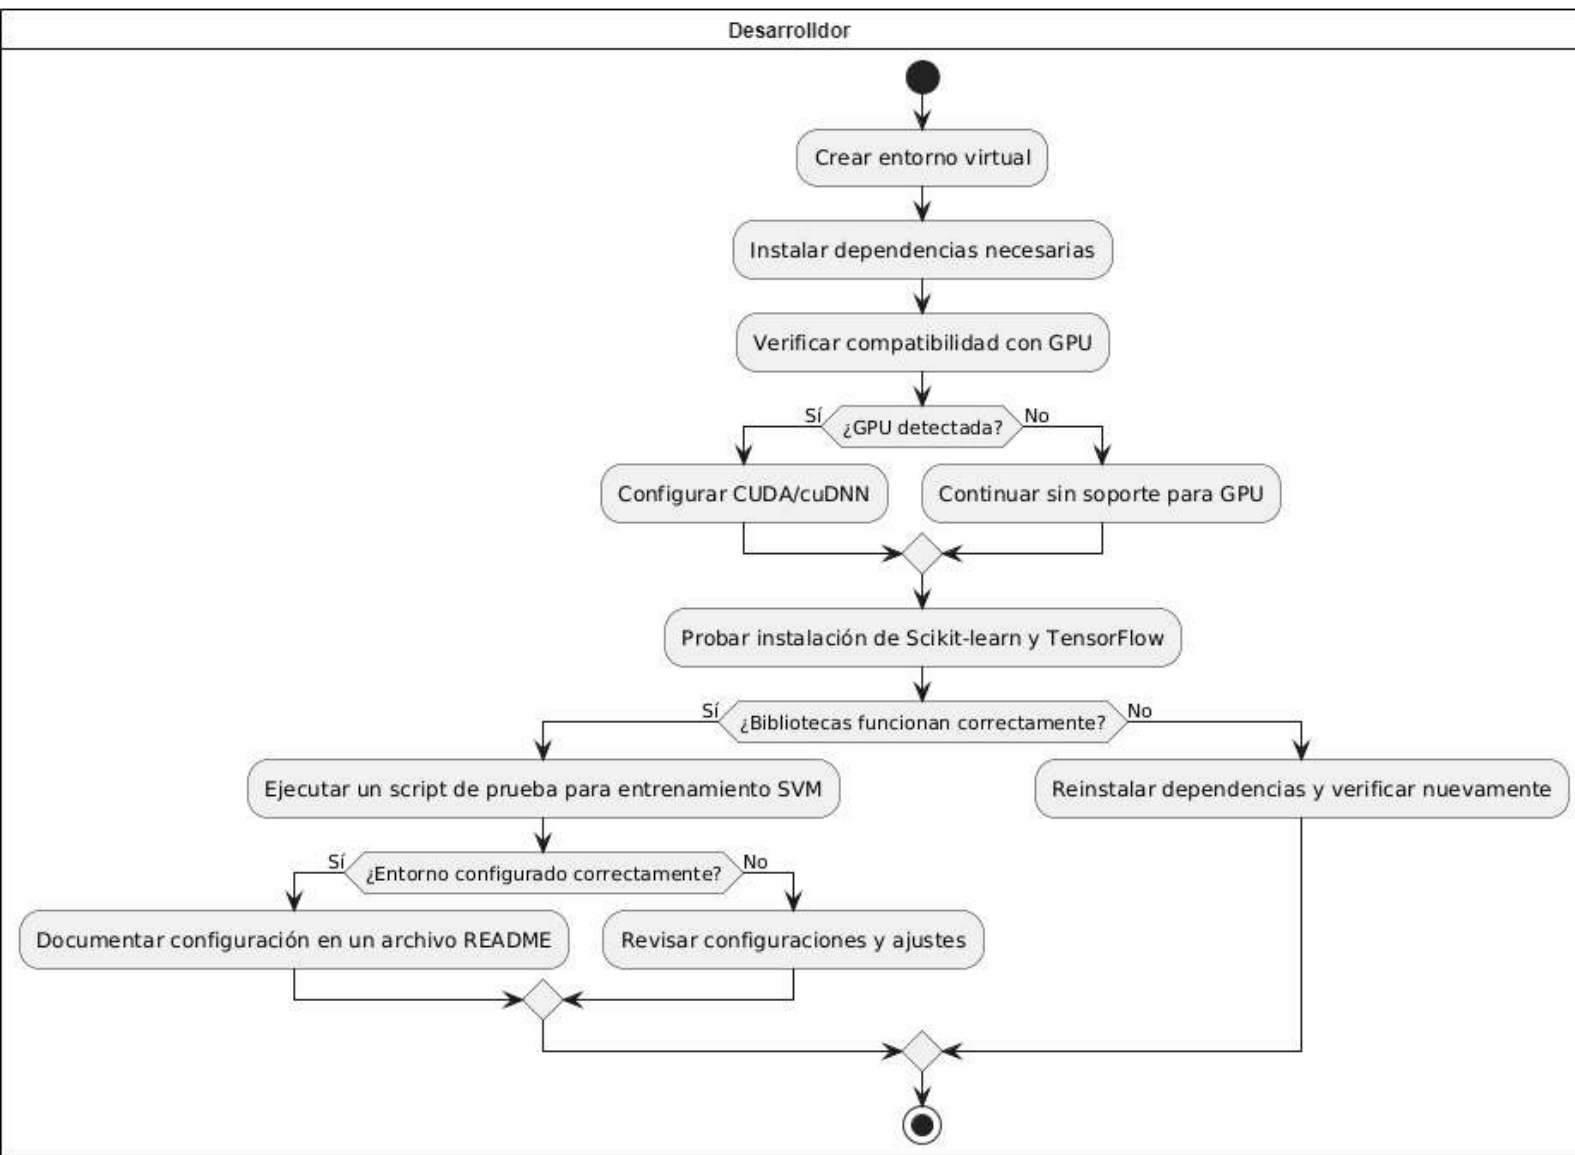 Desarrolldor
Crear entorno virtual
Instalar dependencias necesarias
Verificar compatibilidad con GPU
Sí
¿GPU detectada?
No
Configurar CUDA/cuDNN
Continuar sin soporte para GPU
Probar instalación de Scikit-learn y TensorFlow
Sí
¿Bibliotecas funcionan correctamente?
No
Ejecutar un script de prueba para entrenamiento SVM
Reinstalar dependencias y verificar nuevamente
Sí
¿Entorno configurado correctamente?
No
Documentar configuración en un archivo README
Revisar configuraciones y ajustes